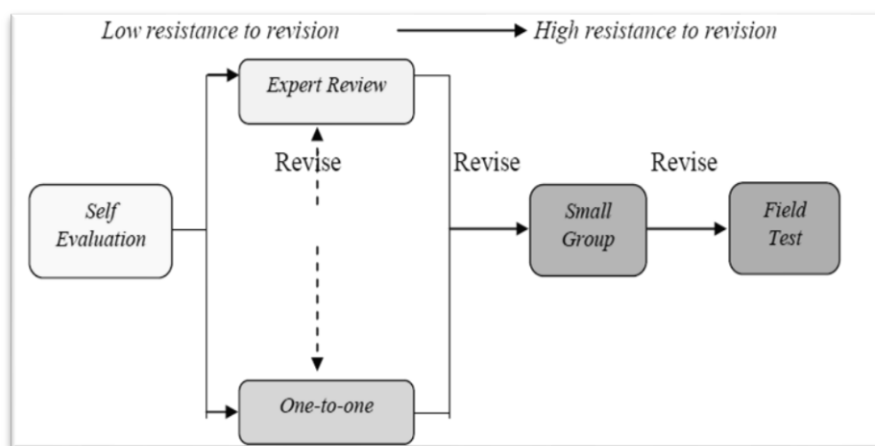 Low resistance to revision
High resistance to revision
Expert Review
Revise
Revise
Revise
Self
Evaluation
Small
Group
Field
Test
One-to-one